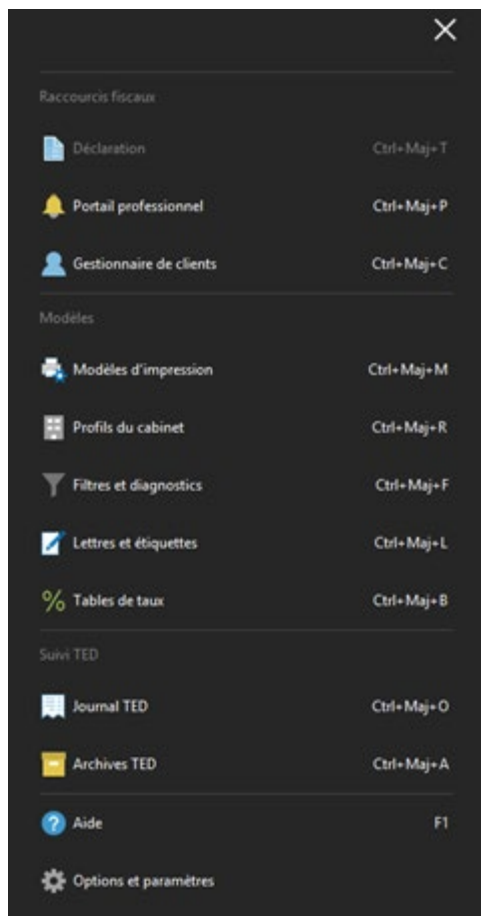 Raccourcis fiscaux
Déclaration Ctrl+Maj+T
Portail professionnel Ctrl+Maj+P
Gestionnaire de clients Ctrl+Maj+C
Modèles
Modèles d'impression Ctrl+Maj+M
Profils du cabinet Ctrl+Maj+R
Filtres et diagnostics Ctrl+Maj+F
Lettres et étiquettes Ctrl+Maj+L
% Tables de taux Ctrl+Maj+B
Suivi TED
Journal TED Ctrl+Maj+O
Archives TED Ctrl+Maj+A
? Aide F1
Options et paramètres